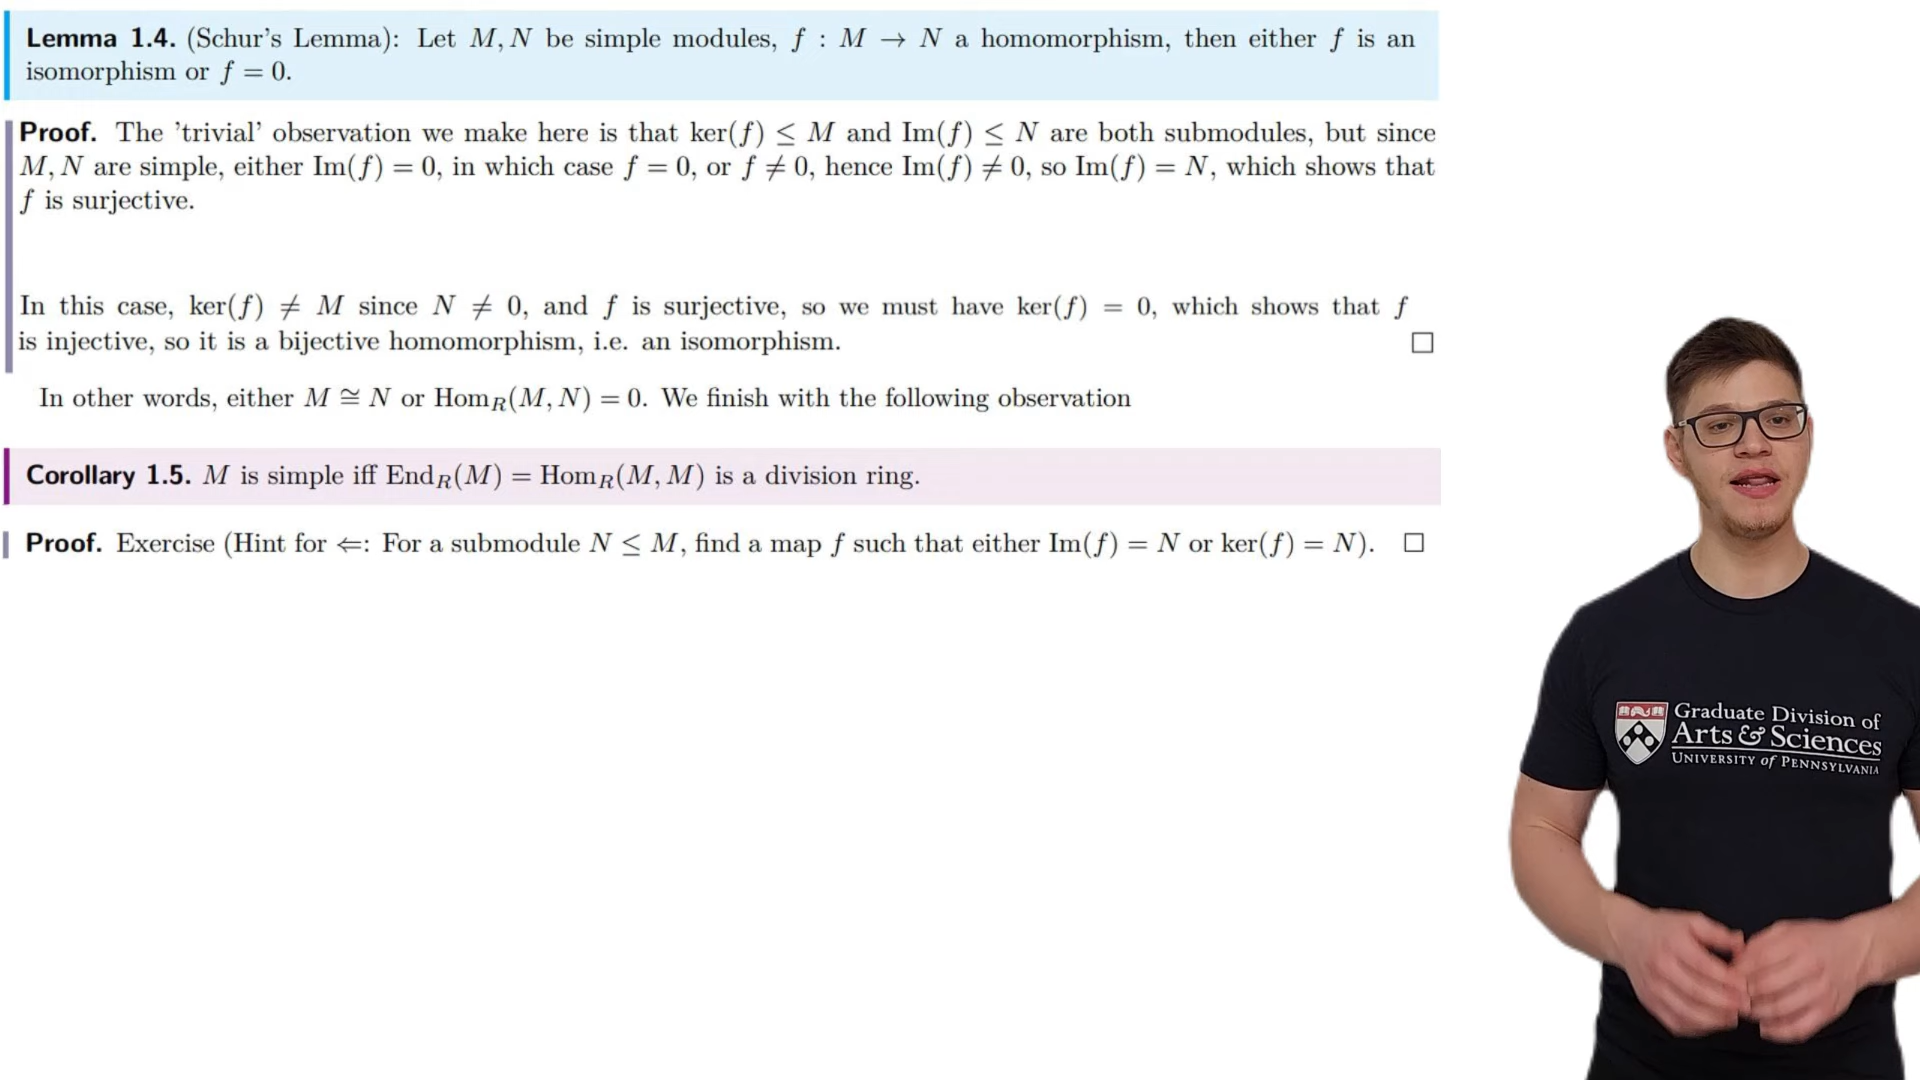 Lemma 1.4. (Schur's Lemma): Let M, N be simple modules, f : M → N a homomorphism, then either f is an
isomorphism or f = 0.
Proof. The 'trivial' observation we make here is that ker(f) ≤ M and Im(f) ≤ N are both submodules, but since
M, N are simple, either Im(f) = 0, in which case f = 0, or f ≠ 0, hence Im(f) ≠ 0, so Im(f) = N, which shows that
f is surjective.
In this case, ker(f) ≠ M since N ≠ 0, and f is surjective, so we must have ker(f) = 0, which shows that f
is injective, so it is a bijective homomorphism, i.e. an isomorphism. □
In other words, either M ≅ N or Hom_R(M, N) = 0. We finish with the following observation
Corollary 1.5. M is simple iff End_R(M) = Hom_R(M, M) is a division ring.
Proof. Exercise (Hint for ⇐: For a submodule N ≤ M, find a map f such that either Im(f) = N or ker(f) = N). □
Graduate Division of
Arts & Sciences
University of Pennsylvania